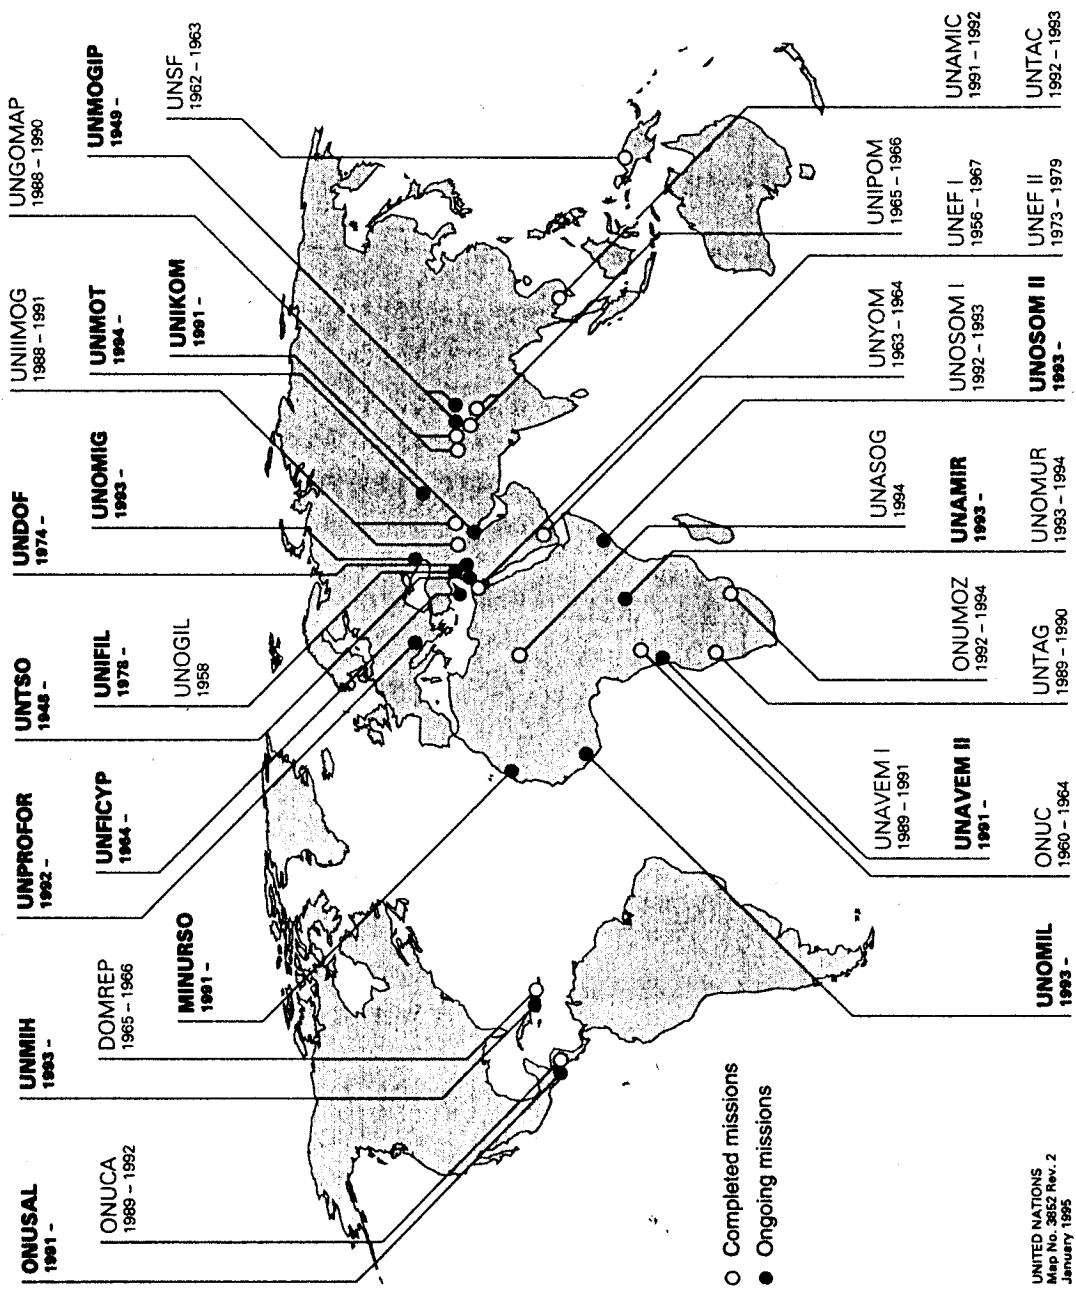 ONUSAL
1991 –
UNMIH
1993 –
UNPROFOR
1992 –
UNTSO
1948 –
UNDOF
1974 –
UNIIMOG
1988 – 1991
UNGOMAP
1988 – 1990
ONUCA
1989 – 1992
DOMREP
1965 – 1966
UNFICYP
1964 –
UNIFIL
1978 –
UNOMIG
1993 –
UNMOT
1994 –
UNMOGIP
1949 –
MINURSO
1991 –
UNOGIL
1958
UNIKOM
1991 –
UNSF
1962 – 1963
Completed missions
Ongoing missions
UNAVEM I
1989 – 1991
UNASOG
1994
UNYOM
1963 – 1964
UNIPOM
1965 – 1966
UNAVEM II
1991 –
ONUMOZ
1992 – 1994
UNAMIR
1993 –
UNOSOM I
1992 – 1993
UNEF I
1956 – 1967
UNAMIC
1991 – 1992
UNOMIL
1993 –
ONUC
1960 – 1964
UNTAG
1989 – 1990
UNOMUR
1993 – 1994
UNOSOM II
1993 –
UNEF II
1973 – 1979
UNTAC
1992 – 1993
UNITED NATIONS
Map No. 3852 Rev. 2
January 1995